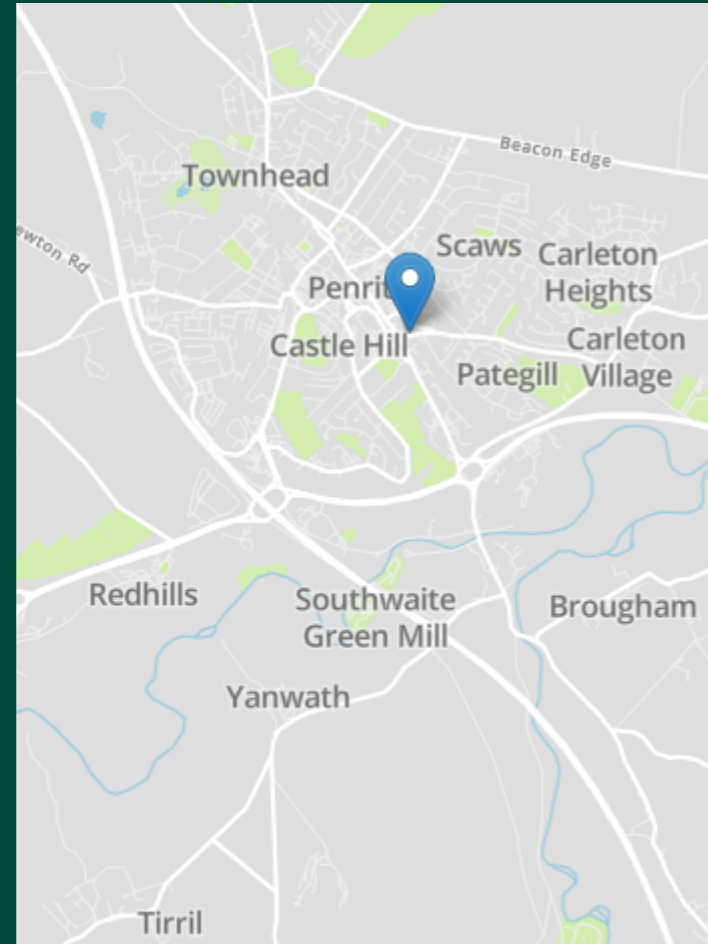 Beacon Edge
Townhead
Scaws
Carleton
Heights
ewton Rd
Penrit
Castle Hill
Carleton
Village
Pategill
Redhills
Southwaite
Green Mill
Brougham
Yanwath
Tirril